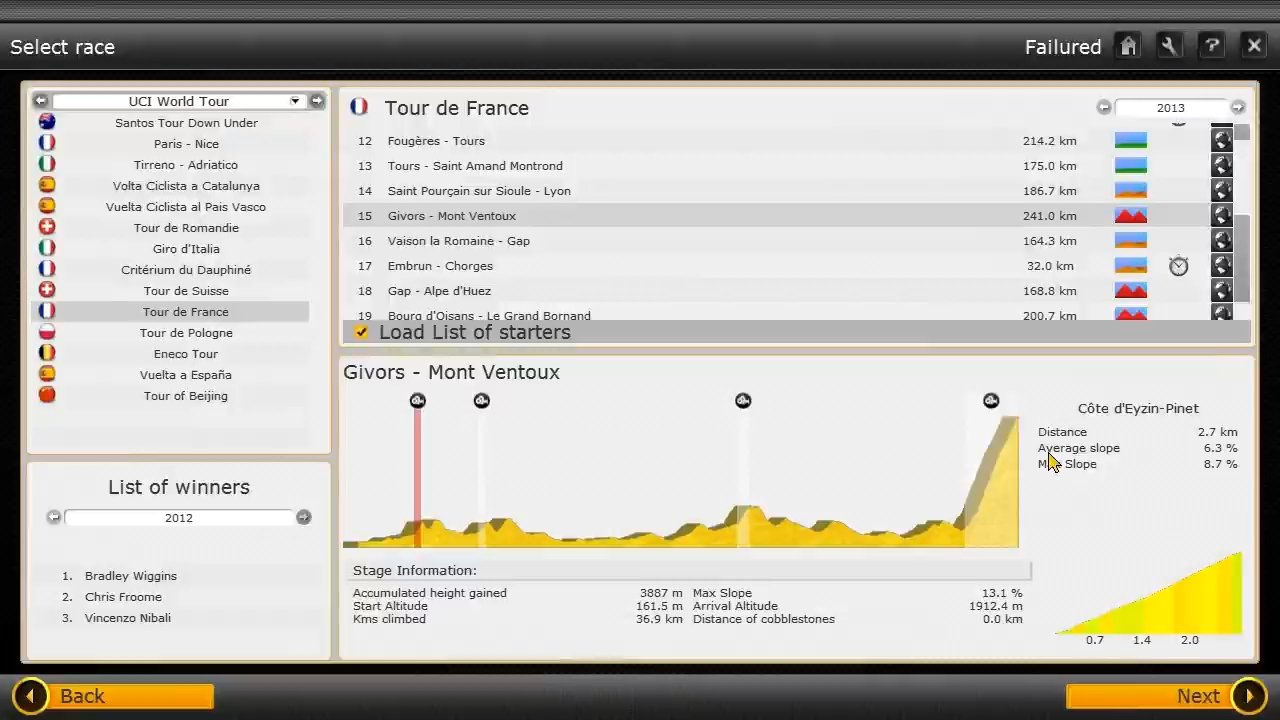 Select race
Failured
UCI World Tour
Santos Tour Down Under
Paris - Nice
Tirreno - Adriatico
Volta Ciclista a Catalunya
Vuelta Ciclista al Pais Vasco
Tour de Romandie
Giro d'Italia
Critérium du Dauphiné
Tour de Suisse
Tour de France
Tour de Pologne
Eneco Tour
Vuelta a España
Tour of Beijing
List of winners
2012
1. Bradley Wiggins
2. Chris Froome
3. Vincenzo Nibali
Tour de France
2013
12 Fougères - Tours 214.2 km
13 Tours - Saint Amand Montrond 175.0 km
14 Saint Pourçain sur Sioule - Lyon 186.7 km
15 Givors - Mont Ventoux 241.0 km
16 Vaison la Romaine - Gap 164.3 km
17 Embrun - Chorges 32.0 km
18 Gap - Alpe d'Huez 168.8 km
19 Bourg d'Oisans - Le Grand Bornand 200.7 km
Load List of starters
Givors - Mont Ventoux
Côte d'Eyzin-Pinet
Distance 2.7 km
Average slope 6.3 %
Max Slope 8.7 %
0.7 1.4 2.0
Stage Information:
Accumulated height gained 3887 m Max Slope 13.1 %
Start Altitude 161.5 m Arrival Altitude 1912.4 m
Kms climbed 36.9 km Distance of cobblestones 0.0 km
Back
Next